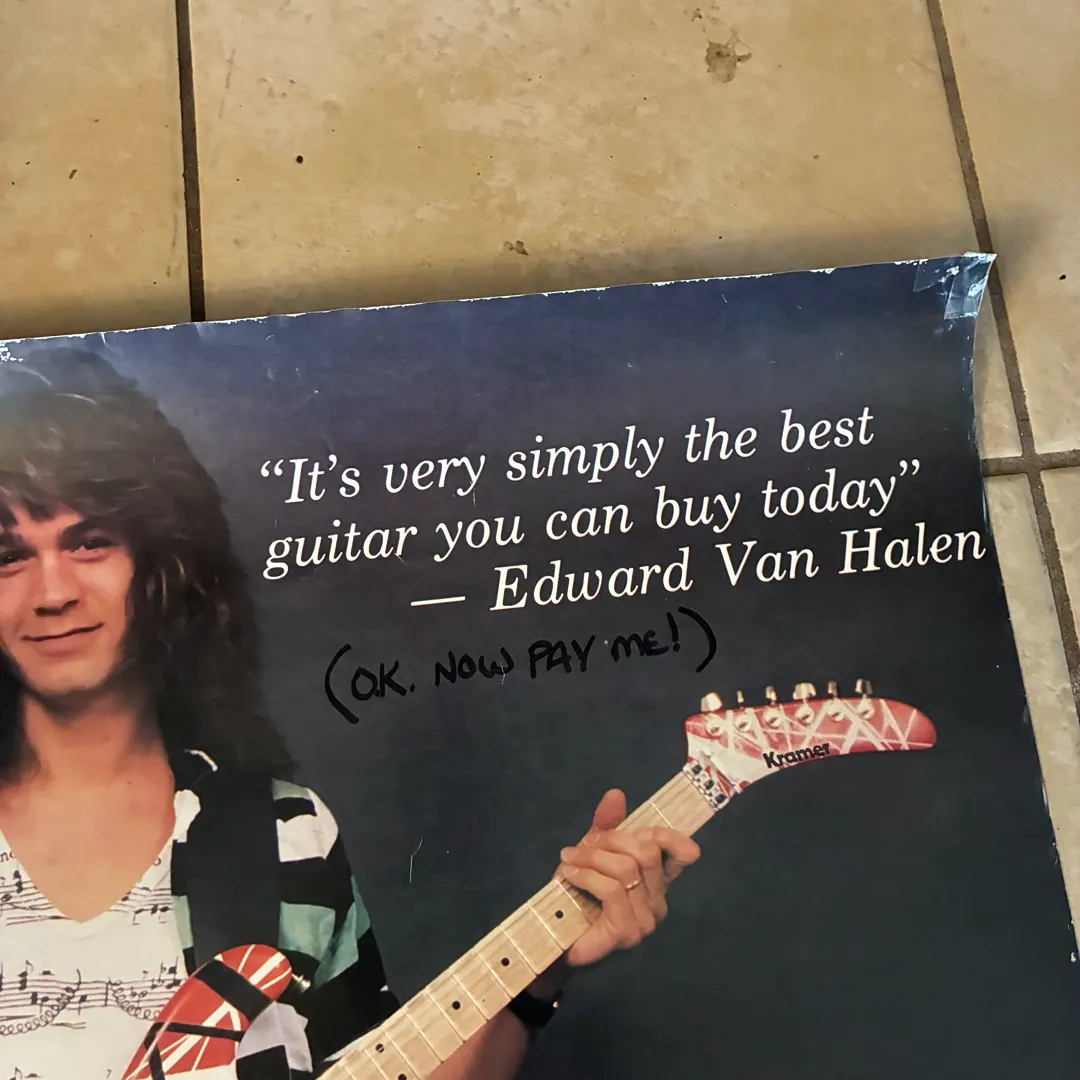 “It’s very simply the best
guitar you can buy today”
— Edward Van Halen
(O.K. NOW PAY ME!)
Kramer